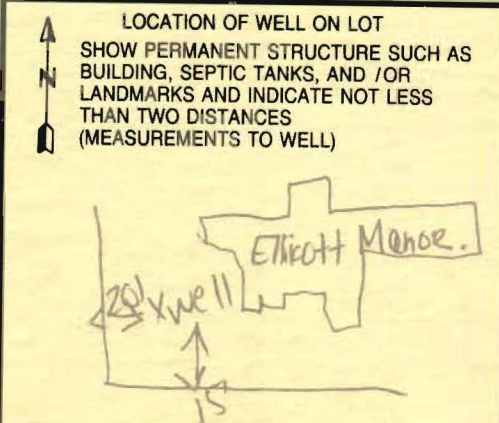 LOCATION OF WELL ON LOT
SHOW PERMANENT STRUCTURE SUCH AS
BUILDING, SEPTIC TANKS, AND /OR
LANDMARKS AND INDICATE NOT LESS
THAN TWO DISTANCES
(MEASUREMENTS TO WELL)
N
Ellicott Manor.
20' x well
15